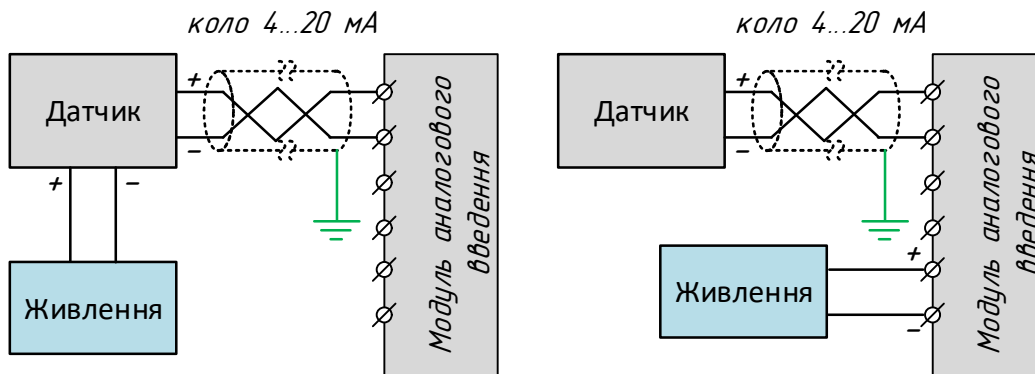 коло 4...20 мА
Датчик
+
−
+
−
Живлення
Модуль аналогового
введення
коло 4...20 мА
Датчик
+
−
Живлення
+
−
Модуль аналогового
введення